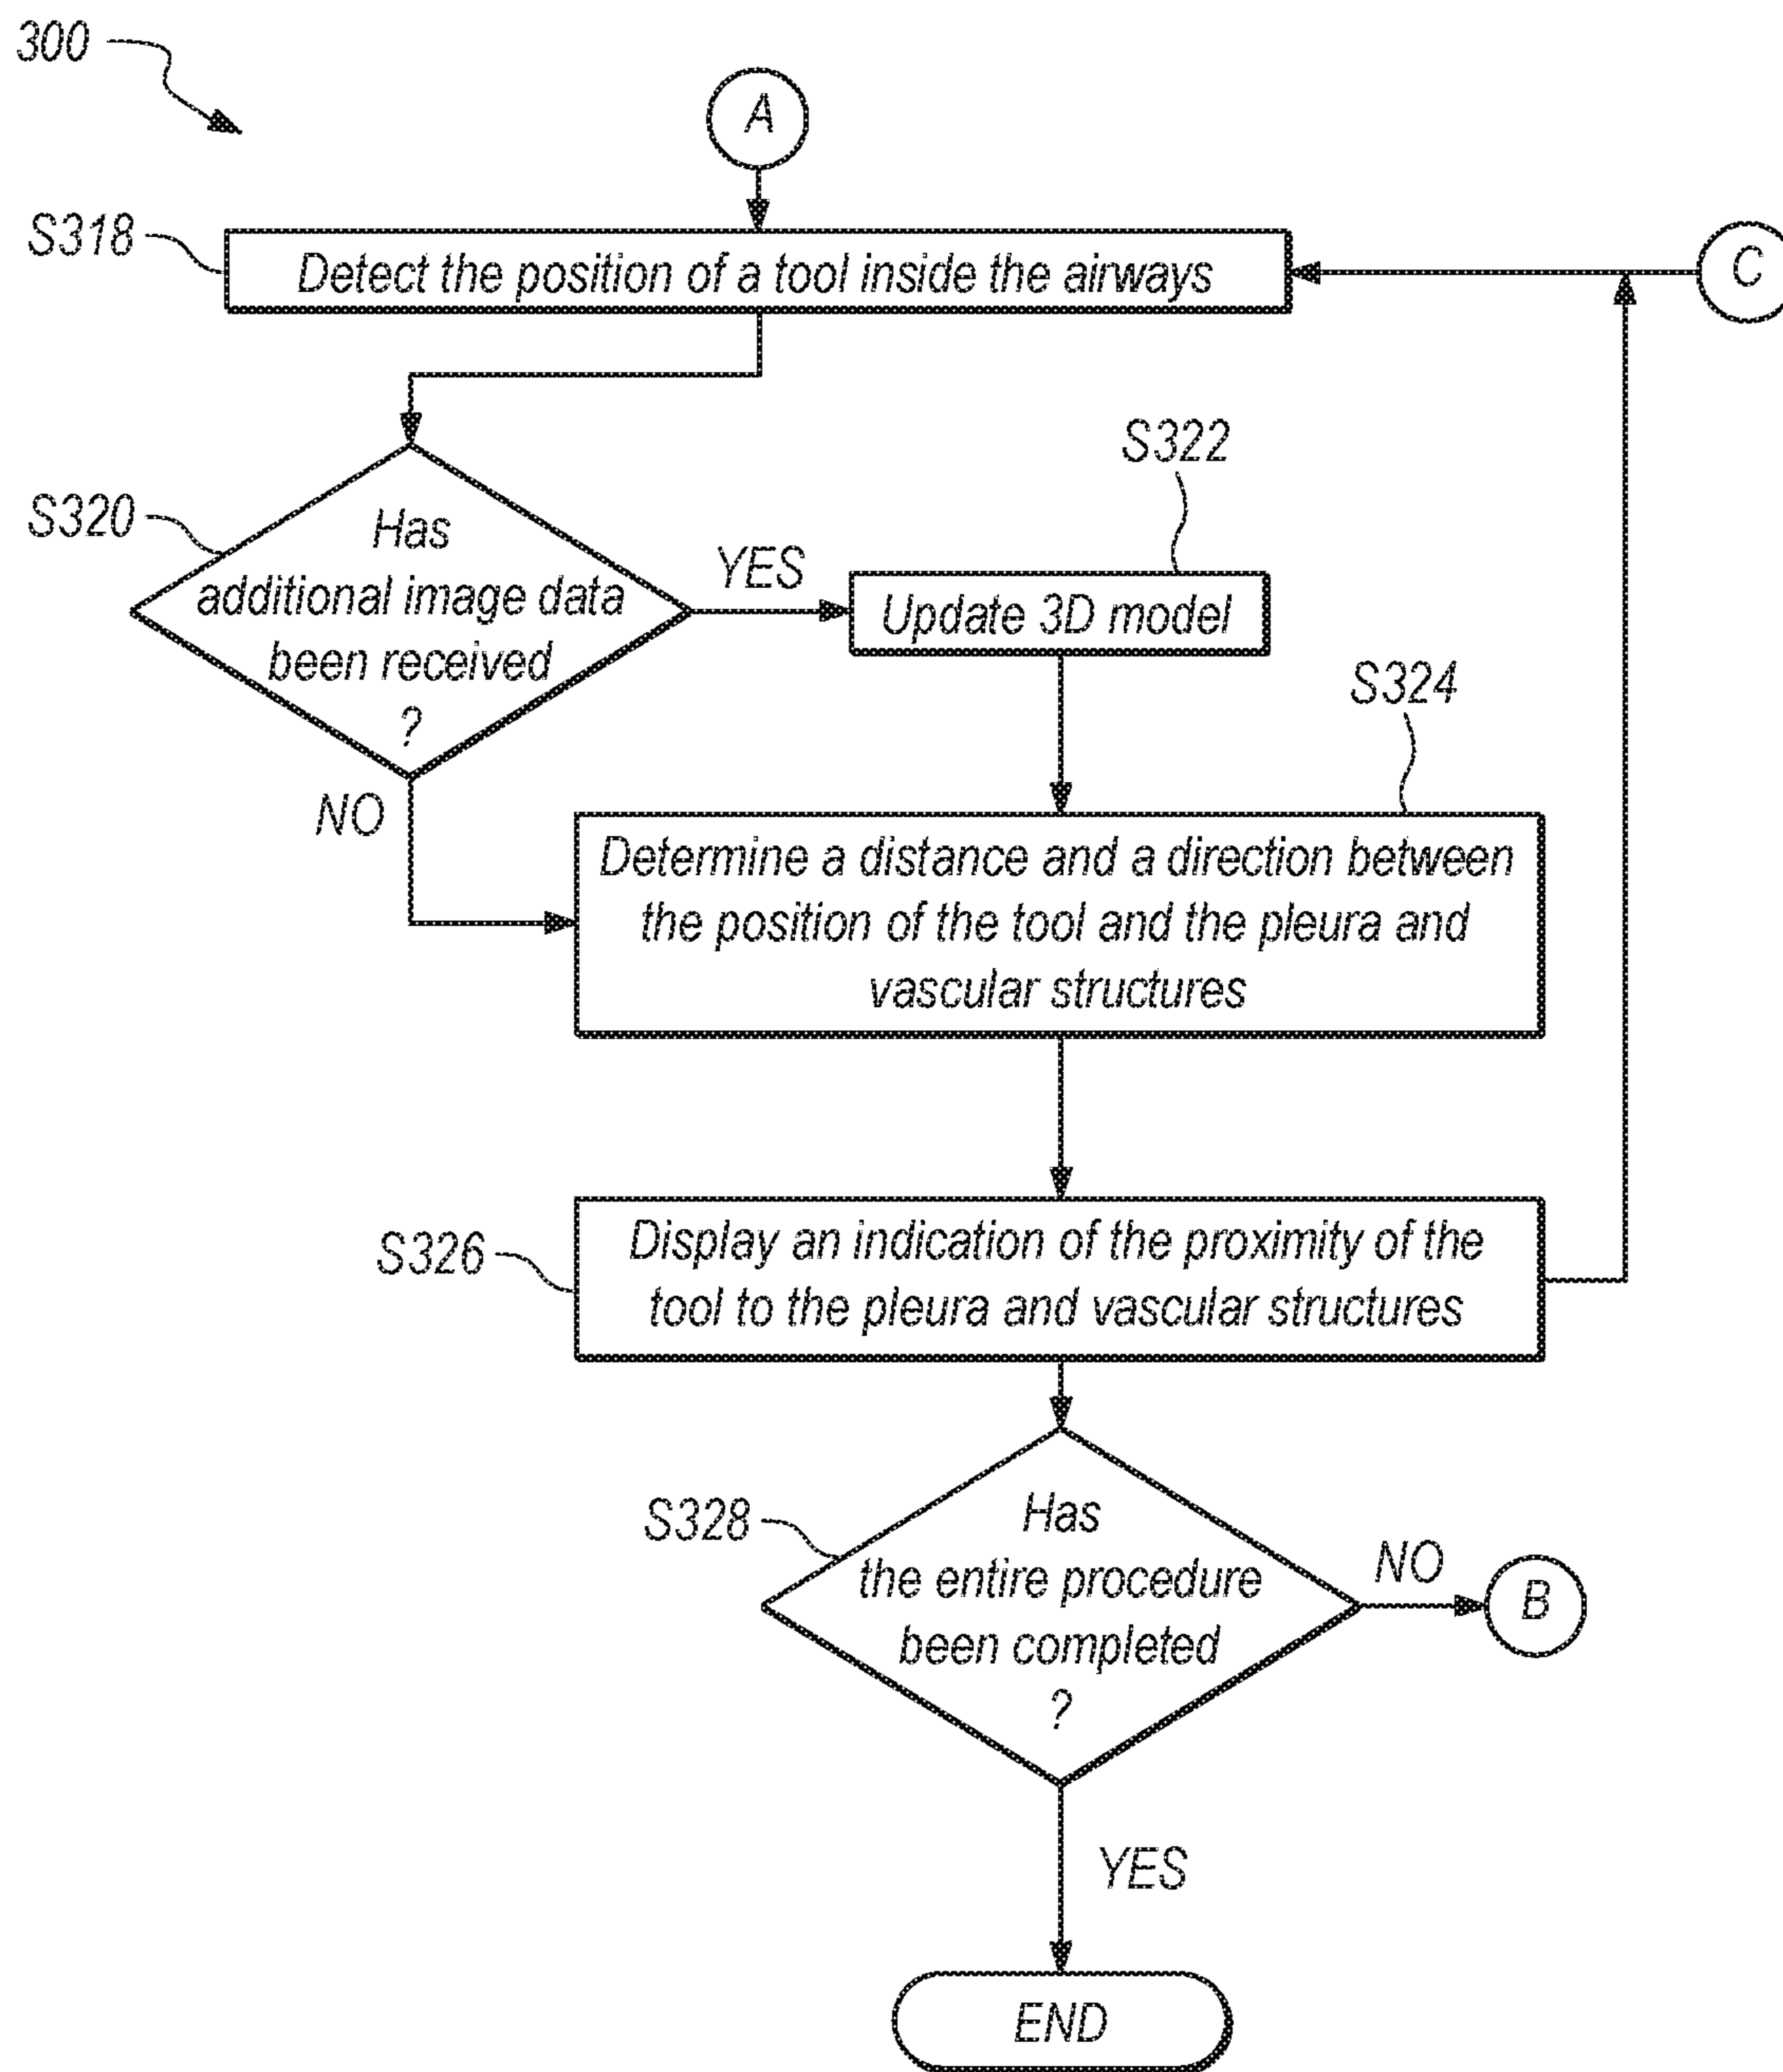 300
A
S318
Detect the position of a tool inside the airways
C
S320
Has
additional image data
been received
?
YES
NO
S322
Update 3D model
S324
Determine a distance and a direction between
the position of the tool and the pleura and
vascular structures
S326
Display an indication of the proximity of the
tool to the pleura and vascular structures
S328
Has
the entire procedure
been completed
?
NO
B
YES
END